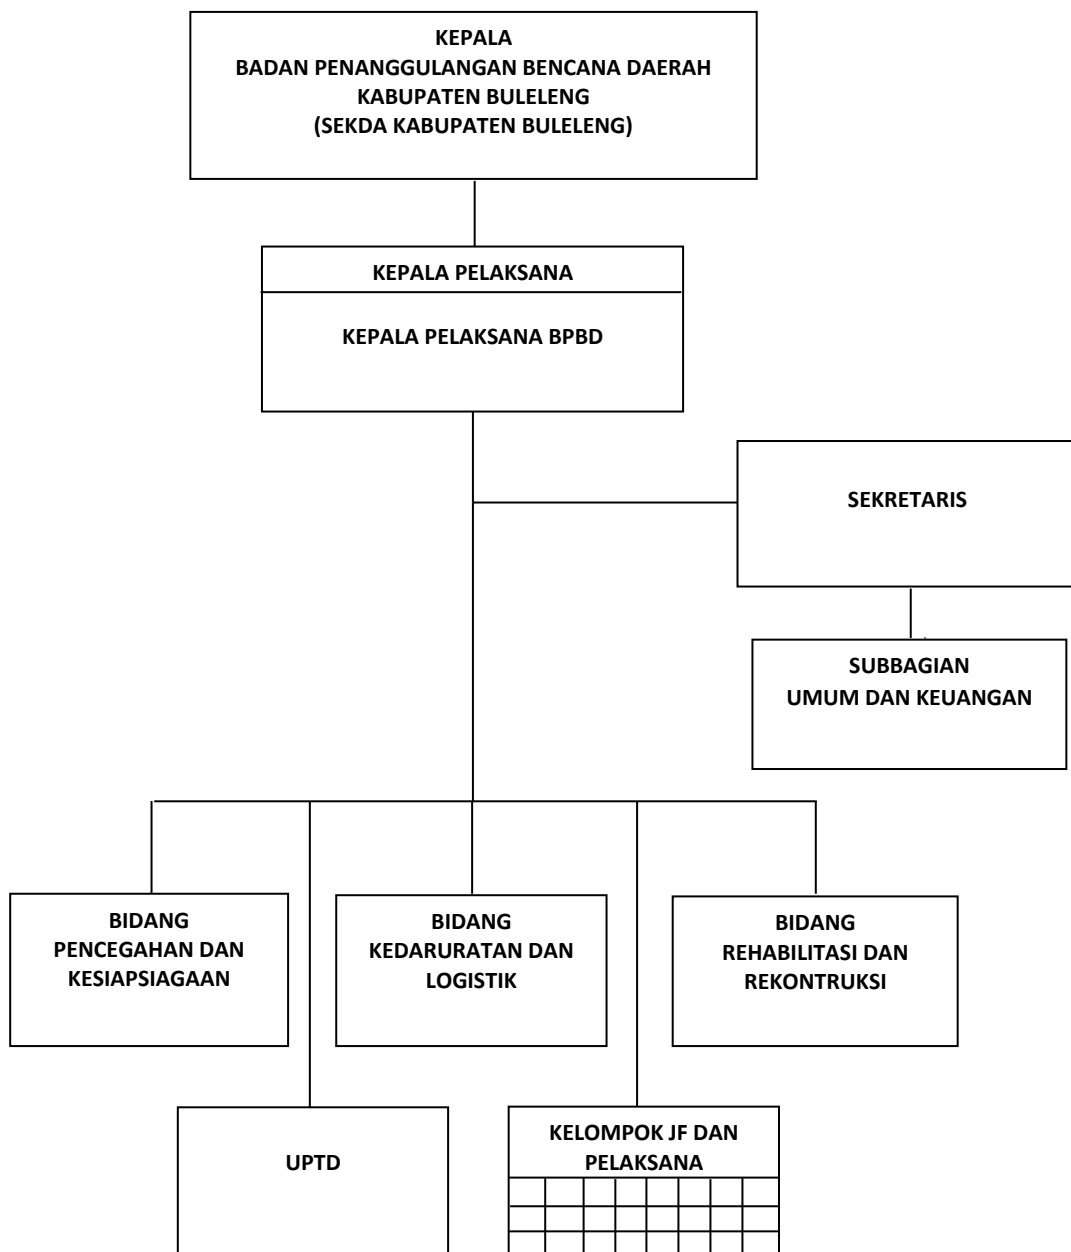 KEPALA
BADAN PENANGGULANGAN BENCANA DAERAH
KABUPATEN BULELENG
(SEKDA KABUPATEN BULELENG)
KEPALA PELAKSANA
KEPALA PELAKSANA BPBD
SEKRETARIS
SUBBAGIAN
UMUM DAN KEUANGAN
BIDANG
PENCEGAHAN DAN
KESIAPSIAGAAN
BIDANG
KEDARURATAN DAN
LOGISTIK
BIDANG
REHABILITASI DAN
REKONTRUKSI
UPTD
KELOMPOK JF DAN
PELAKSANA